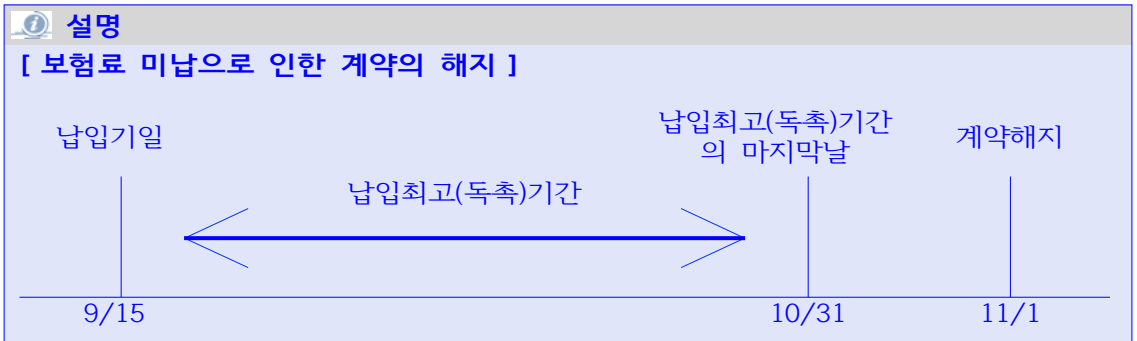 설명
[ 보험료 미납으로 인한 계약의 해지 ]
납입기일
납입최고(독촉)기간
납입최고(독촉)기간
의 마지막날
계약해지
9/15
10/31
11/1